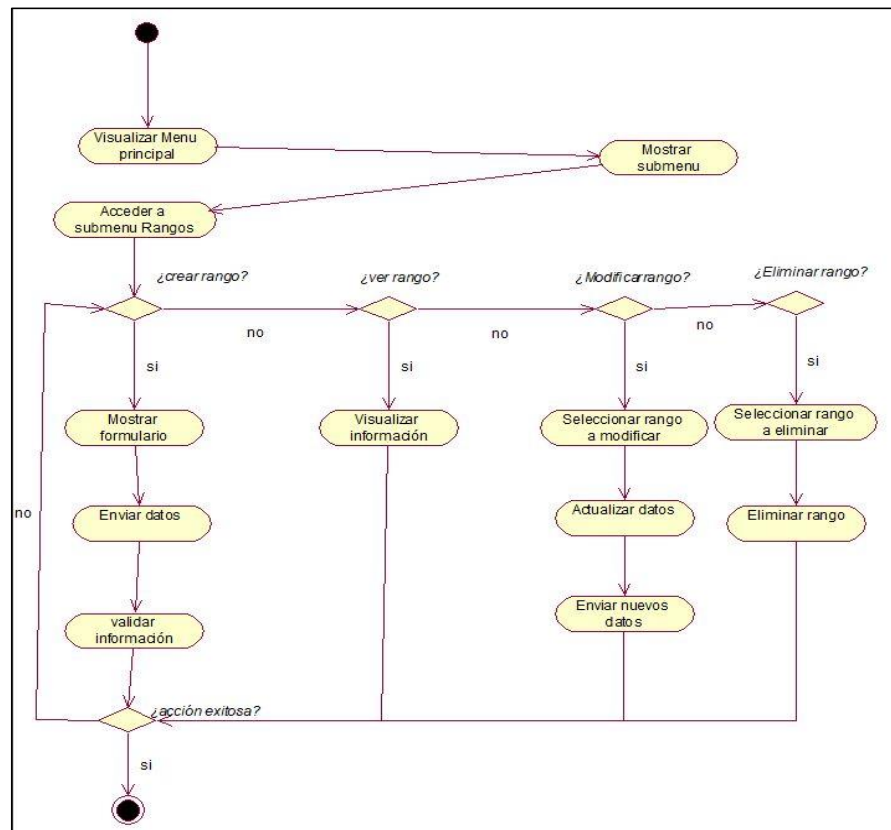 Visualizar Menu
principal
Mostrar
submenu
Acceder a
submenu Rangos
¿crear rango?
¿ver rango?
¿Modificar rango?
¿Eliminar rango?
no
no
no
si
si
si
si
Mostrar
formulario
Visualizar
información
Seleccionar rango
a modificar
Seleccionar rango
a eliminar
no
Enviar datos
Actualizar datos
Eliminar rango
validar
información
Enviar nuevos
datos
¿acción exitosa?
si